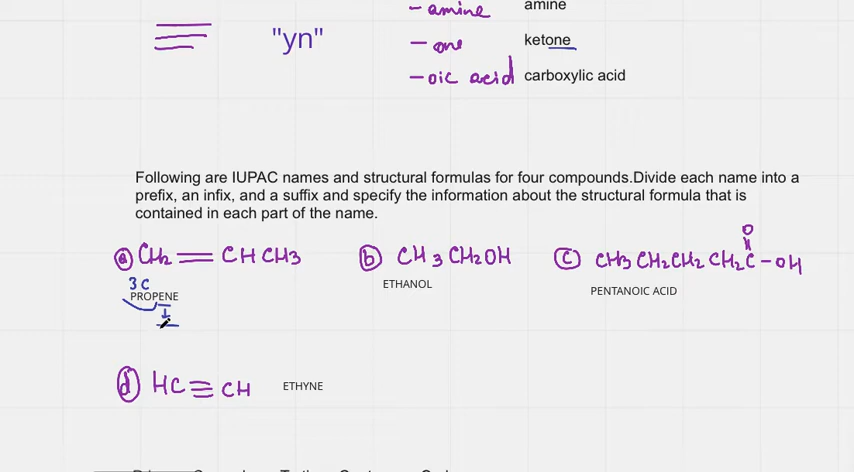 -amine amine
"yn" -one ketone
-oic acid carboxylic acid
Following are IUPAC names and structural formulas for four compounds.Divide each name into a
prefix, an infix, and a suffix and specify the information about the structural formula that is
contained in each part of the name.
O
ⓐ CH2=CHCH3 ⓑ CH3CH2OH ⓒ CH3CH2CH2CH2C-OH
3C
PROPENE ETHANOL PENTANOIC ACID
I
ⓓ HC≡CH ETHYNE